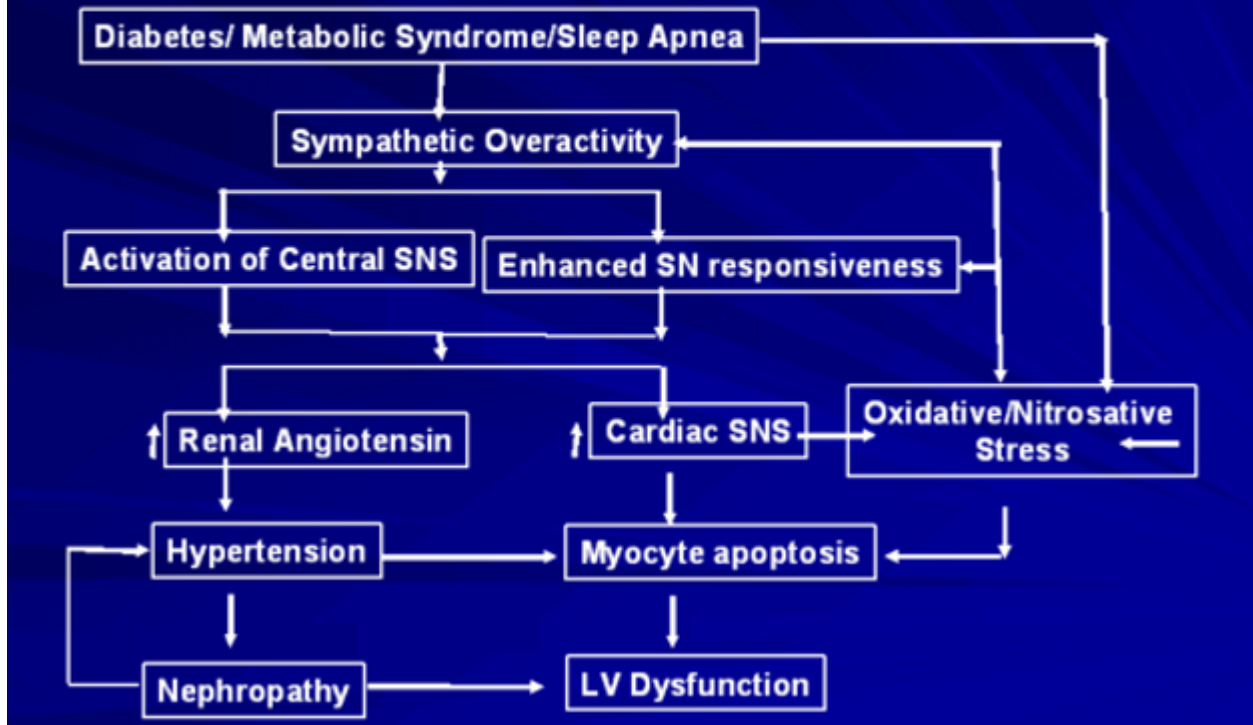 Diabetes/ Metabolic Syndrome/Sleep Apnea
Sympathetic Overactivity
Activation of Central SNS
Enhanced SN responsiveness
Renal Angiotensin
Cardiac SNS
Oxidative/Nitrosative
Stress
Hypertension
Myocyte apoptosis
Nephropathy
LV Dysfunction